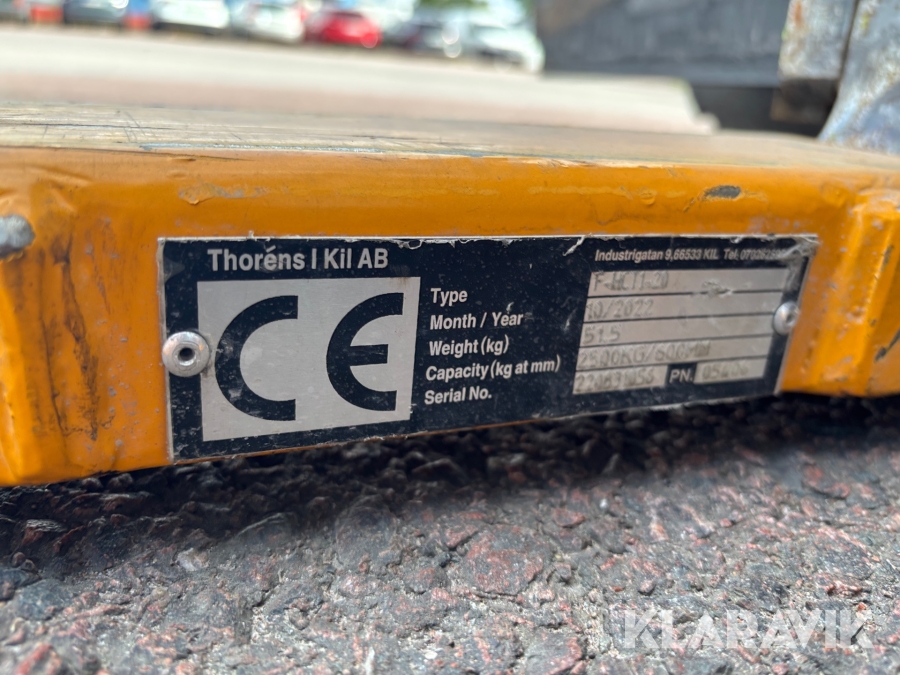 Thoréns I Kil AB
Industrigatan 9, 66533 KIL Tel.
CE
Type
Month / Year 10/2022
Weight (kg) 515
Capacity (kg at mm) 2500KG/600MM
Serial No. PN.
KLARAVIK